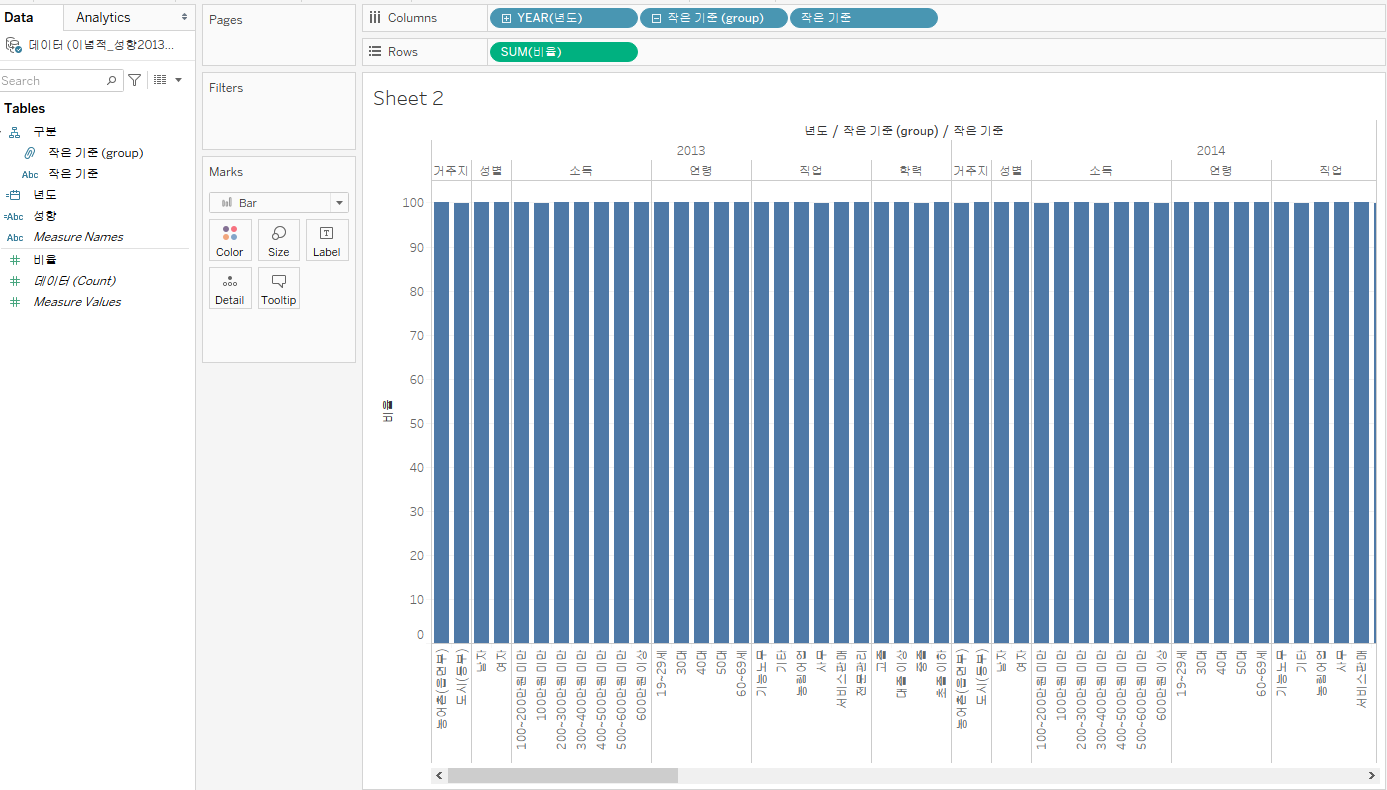 Data
Analytics
데이터 (이념적_성향2013...
Search
Tables
구분
작은 기준 (group)
Abc 작은 기준
년도
=Abc 성향
Abc Measure Names
비율
데이터 (Count)
Measure Values
Pages
Filters
Marks
Bar
Color Size Label
Detail Tooltip
Columns YEAR(년도) 작은 기준 (group) 작은 기준
Rows SUM(비율)
Sheet 2
년도 / 작은 기준 (group) / 작은 기준
2013 2014
거주지 성별 소득 연령 직업 학력 거주지 성별 소득 연령 직업
100
90
80
70
60
50
40
30
20
10
0
비율
농어촌(읍면부)
도시(동부)
남자
여자
100~200만원 미만
100만원 미만
200~300만원 미만
300~400만원 미만
400~500만원 미만
500~600만원 미만
600만원 이상
19~29세
30대
40대
50대
60~69세
기능노무
기타
농림어업
사무
서비스판매
전문관리
고졸
대졸 이상
중졸
초졸 이하
농어촌(읍면부)
도시(동부)
남자
여자
100~200만원 미만
100만원 미만
200~300만원 미만
300~400만원 미만
400~500만원 미만
500~600만원 미만
600만원 이상
19~29세
30대
40대
50대
60~69세
기능노무
기타
농림어업
사무
서비스판매